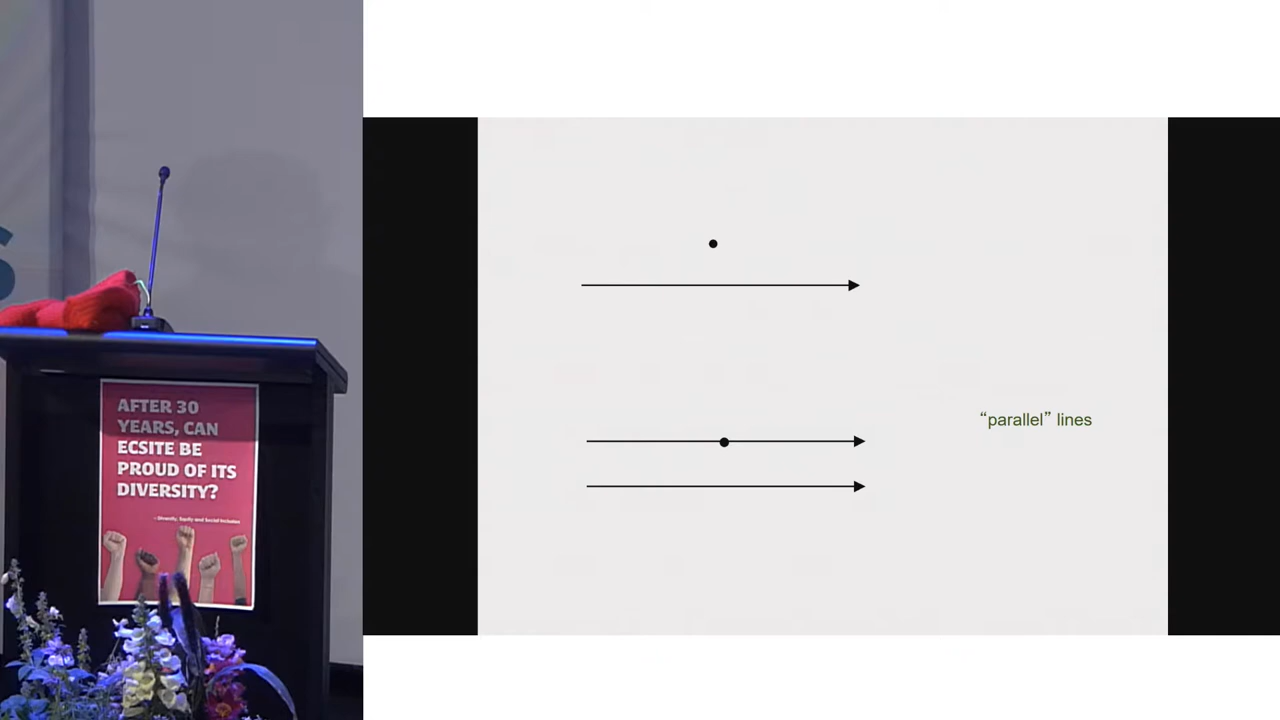 S
AFTER 30
YEARS, CAN
ECSITE BE
PROUD OF ITS
DIVERSITY?
- Diversity, Equity and Social Inclusion
“parallel” lines